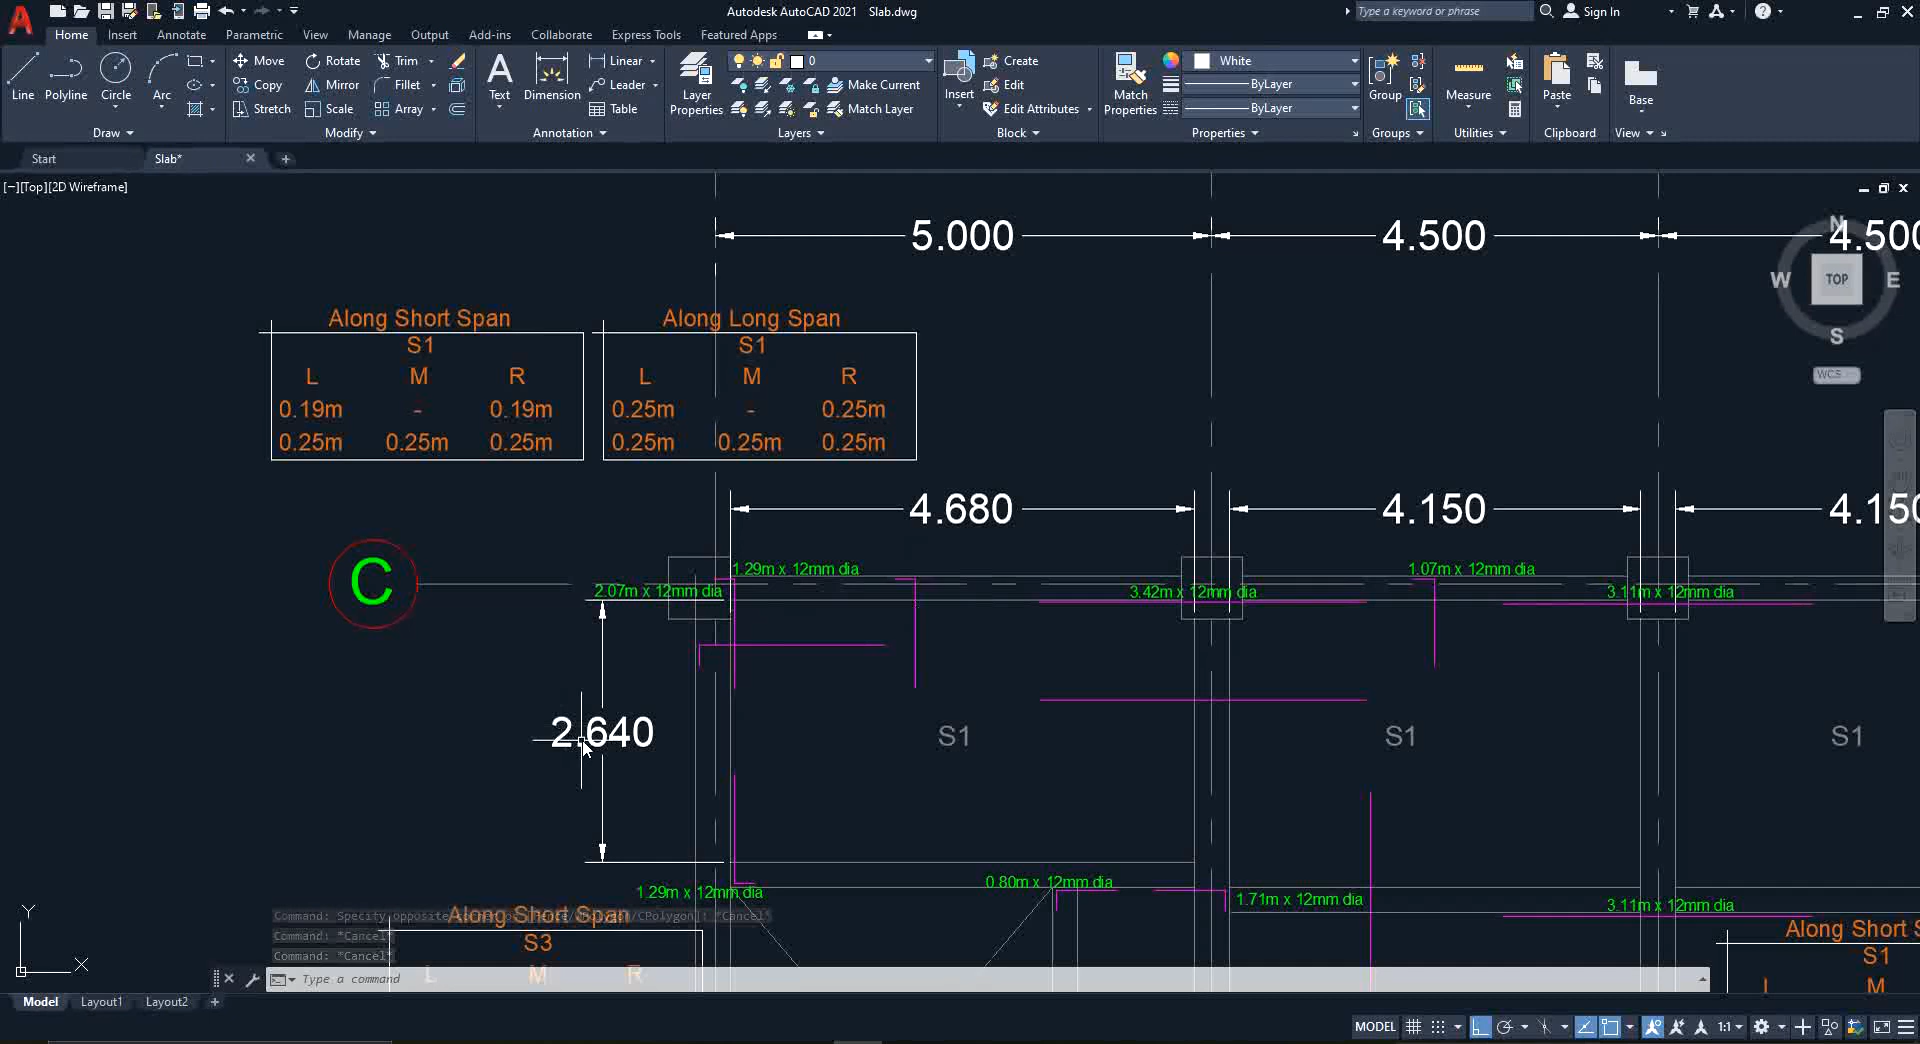 Autodesk AutoCAD 2021 Slab.dwg
Type a keyword or phrase
Sign In
Home Insert Annotate Parametric View Manage Output Add-ins Collaborate Express Tools Featured Apps
Line Polyline Circle Arc
Draw
Move Rotate Trim
Copy Mirror Fillet
Stretch Scale Array
Modify
Text Dimension
Linear
Leader
Table
Annotation
Layer Properties
0
Make Current
Match Layer
Layers
Insert
Create
Edit
Edit Attributes
Block
Match Properties
White
ByLayer
ByLayer
Properties
Group
Groups
Measure
Utilities
Paste
Clipboard
Base
View
Start Slab*
[−][Top][2D Wireframe]
5.000 4.500 4.500
N
W TOP E
S
WCS
Along Short Span
S1
L M R
0.19m - 0.19m
0.25m 0.25m 0.25m
Along Long Span
S1
L M R
0.25m - 0.25m
0.25m 0.25m 0.25m
4.680 4.150 4.150
C
1.29m x 12mm dia 1.07m x 12mm dia
2.07m x 12mm dia 3.42m x 12mm dia 3.11m x 12mm dia
2.640
S1 S1 S1
1.29m x 12mm dia 0.80m x 12mm dia 1.71m x 12mm dia 3.11m x 12mm dia
Along Short Span
S3
L M R
Along Short S
S1
L M
Command: *Cancel*
Command: *Cancel*
Type a command
Y
X
Model Layout1 Layout2
MODEL 1:1